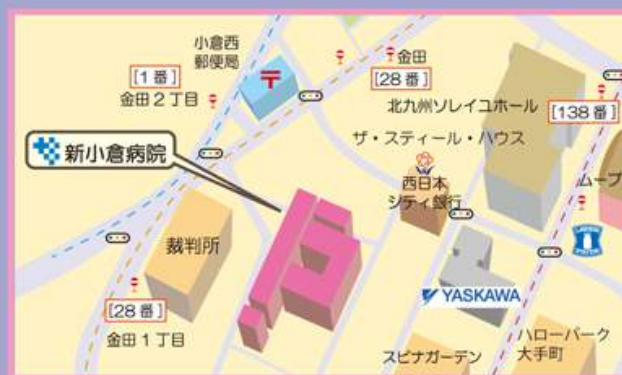 小倉西
郵便局
〒
[1番]
金田2丁目
金田
[28番]
北九州ソレイユホール
[138番]
ザ・スティール・ハウス
新小倉病院
西日本
シティ銀行
ムーブ
裁判所
YASKAWA
LAWSON
[28番]
金田1丁目
スピナガーデン
ハローパーク
大手町